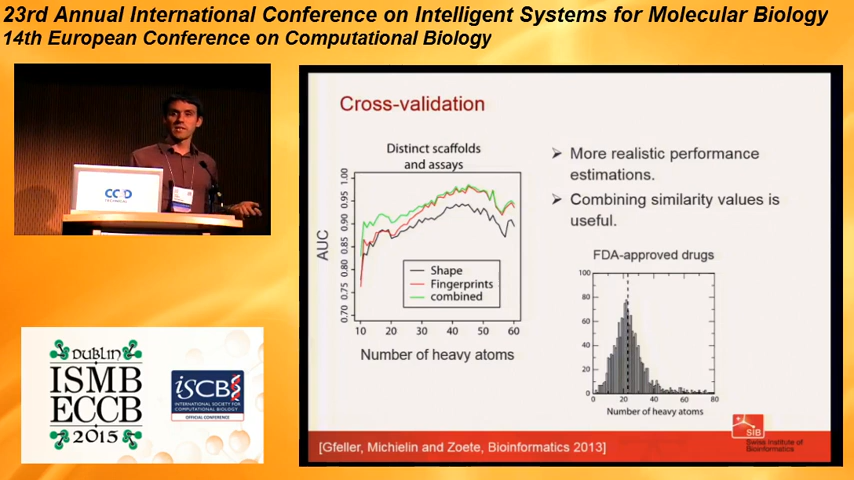 23rd Annual International Conference on Intelligent Systems for Molecular Biology
14th European Conference on Computational Biology
CCD
TECHNICAL
DUBLIN
ISMB
ECCB
2015
iSCB
INTERNATIONAL SOCIETY FOR
COMPUTATIONAL BIOLOGY
OFFICIAL CONFERENCE
Cross-validation
Distinct scaffolds
and assays
AUC
1.00
0.95
0.90
0.85
0.80
0.75
0.70
Shape
Fingerprints
combined
10 20 30 40 50 60
Number of heavy atoms
➢ More realistic performance
estimations.
➢ Combining similarity values is
useful.
FDA-approved drugs
100
80
60
40
20
0
0 20 40 60 80
Number of heavy atoms
[Gfeller, Michielin and Zoete, Bioinformatics 2013]
SIB
Swiss Institute of
Bioinformatics